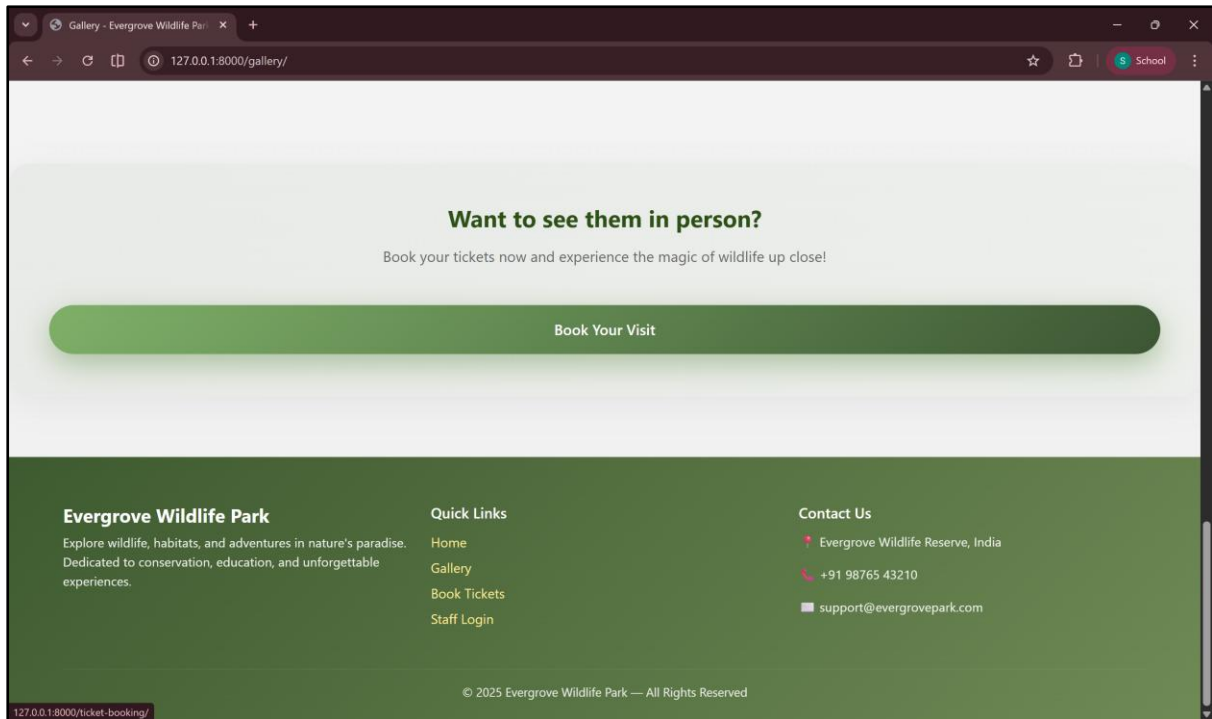 Gallery - Evergrove Wildlife Par
127.0.0.1:8000/gallery/
S School
Want to see them in person?
Book your tickets now and experience the magic of wildlife up close!
Book Your Visit
Evergrove Wildlife Park
Explore wildlife, habitats, and adventures in nature's paradise.
Dedicated to conservation, education, and unforgettable
experiences.
Quick Links
Home
Gallery
Book Tickets
Staff Login
Contact Us
Evergrove Wildlife Reserve, India
+91 98765 43210
support@evergrovepark.com
© 2025 Evergrove Wildlife Park — All Rights Reserved
127.0.0.1:8000/ticket-booking/